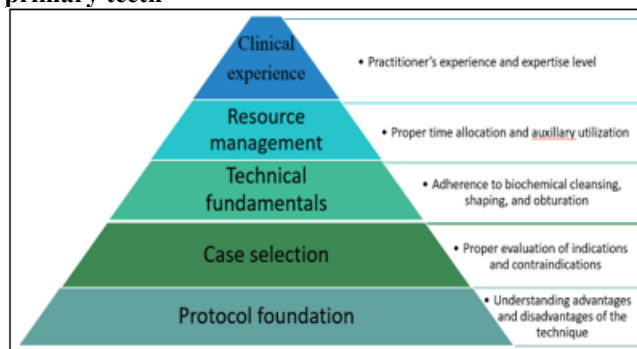 primary teeth
Clinical
experience
• Practitioner's experience and expertise level
Resource
management
• Proper time allocation and auxillary utilization
Technical
fundamentals
• Adherence to biochemical cleansing,
shaping, and obturation
Case selection
• Proper evaluation of indications
and contraindications
Protocol foundation
• Understanding advantages
and disadvantages of the
technique